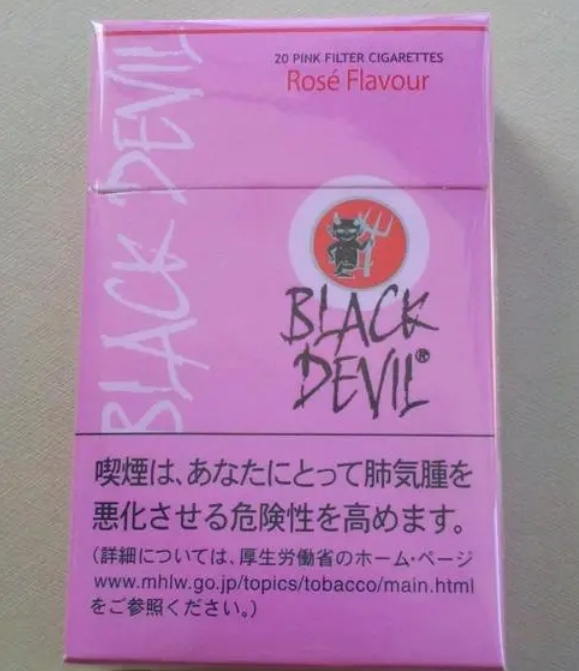 20 PINK FILTER CIGARETTES
Rosé Flavour
BLACK DEVIL
BLACK
DEVIL®
喫煙は、あなたにとって肺気腫を
悪化させる危険性を高めます。
(詳細については、厚生労働省のホーム・ページ
www.mhlw.go.jp/topics/tobacco/main.html
をご参照ください。)